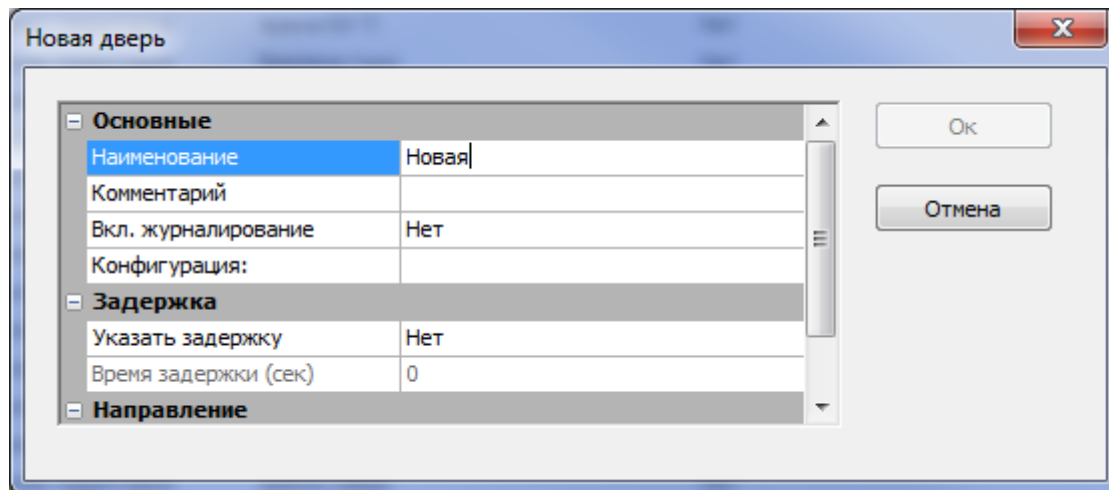 Новая дверь
Основные
Ок
Наименование Новая
Комментарий
Отмена
Вкл. журналирование Нет
Конфигурация:
Задержка
Указать задержку Нет
Время задержки (сек) 0
Направление